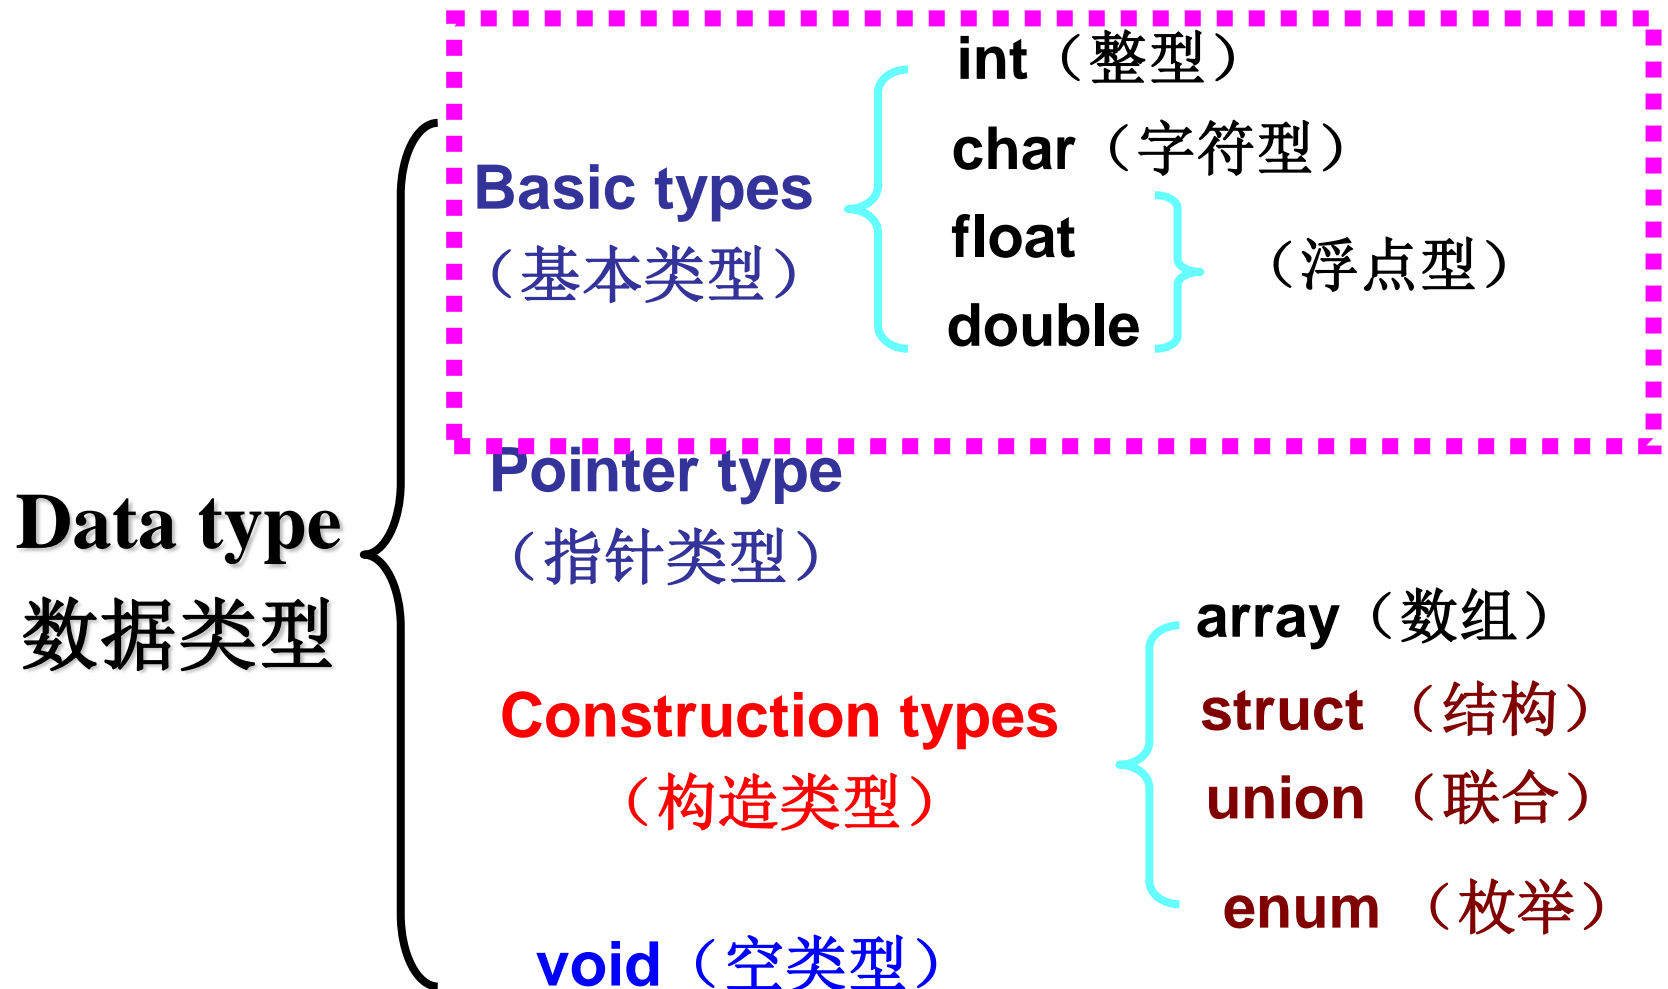 int（整型）
char（字符型）
Basic types
float
（基本类型）
（浮点型）
double
Pointer type
（指针类型）
Data type
数据类型
array（数组）
Construction types
struct （结构）
（构造类型）
union （联合）
enum （枚举）
void（空类型）